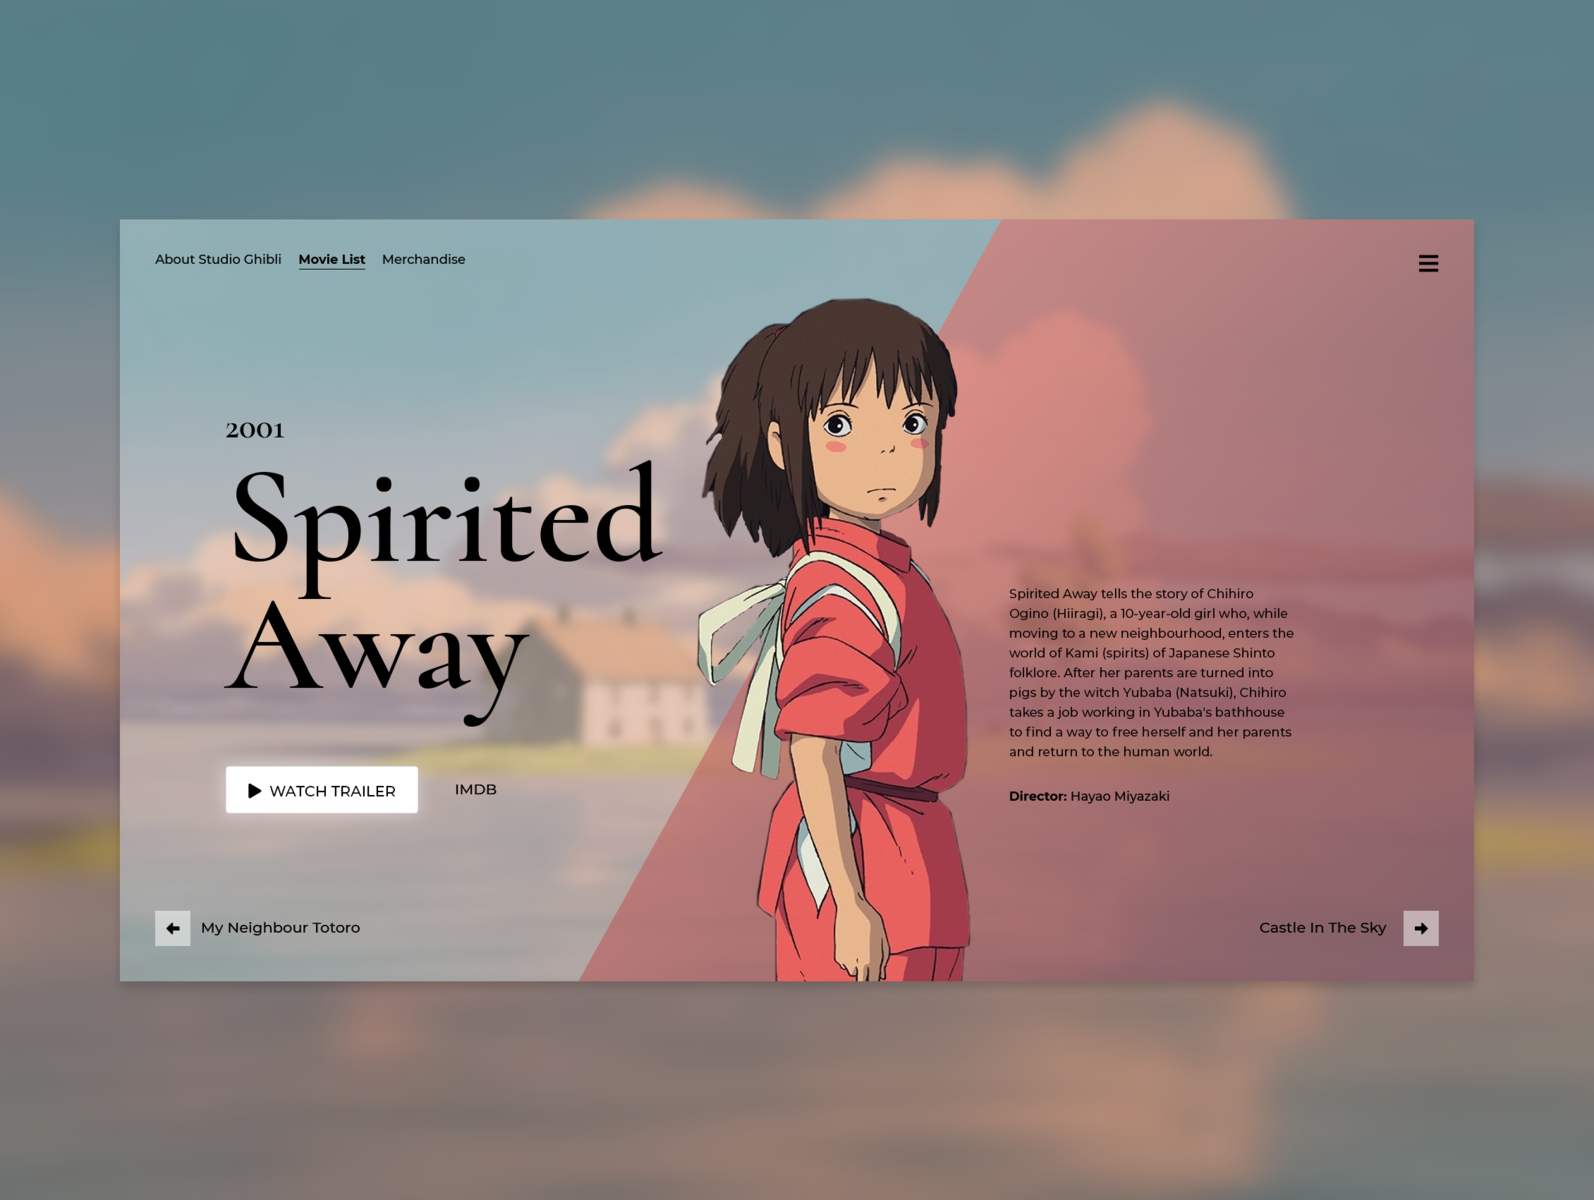 About Studio Ghibli Movie List Merchandise
2001
Spirited
Away
WATCH TRAILER IMDB
Spirited Away tells the story of Chihiro
Ogino (Hiiragi), a 10-year-old girl who, while
moving to a new neighbourhood, enters the
world of Kami (spirits) of Japanese Shinto
folklore. After her parents are turned into
pigs by the witch Yubaba (Natsuki), Chihiro
takes a job working in Yubaba's bathhouse
to find a way to free herself and her parents
and return to the human world.
Director: Hayao Miyazaki
My Neighbour Totoro
Castle In The Sky